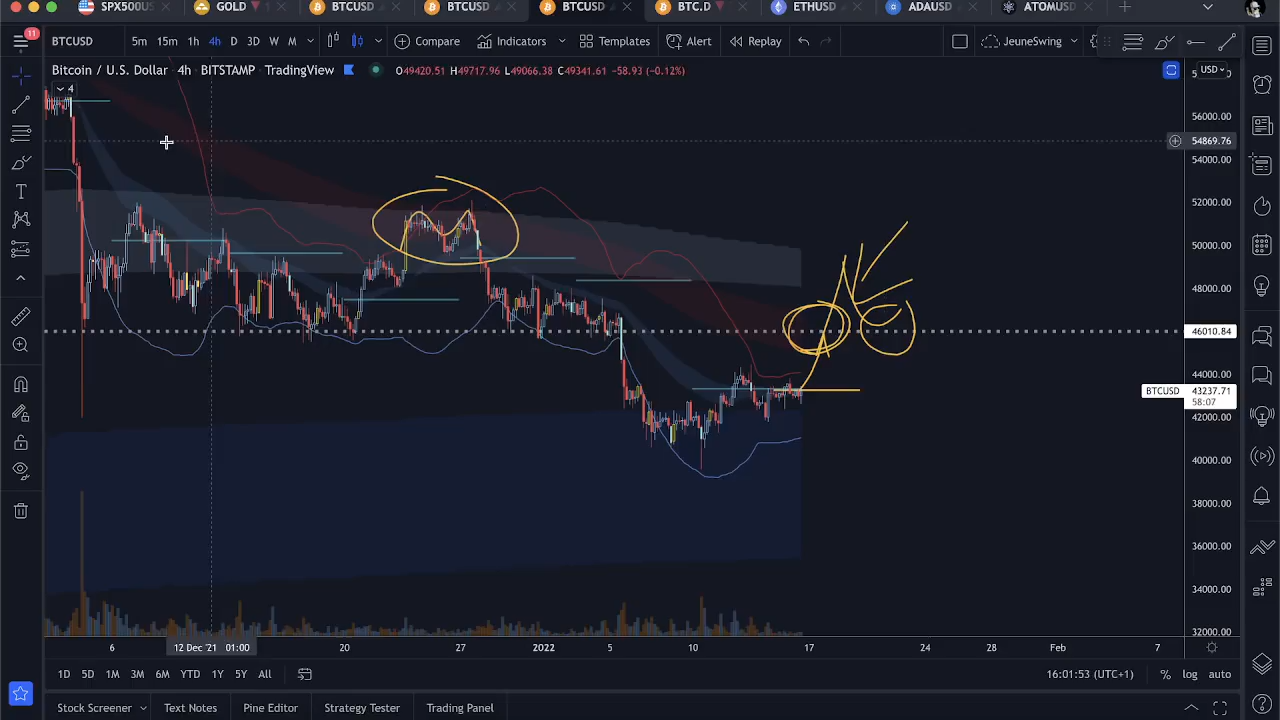 SPX500U GOLD 1 BTCUSD BTCUSD BTCUSD BTC.D ETHUSD ADAUSD ATOMUSD
11
BTCUSD 5m 15m 1h 4h D 3D W M Compare Indicators Templates Alert Replay JeuneSwing
Bitcoin / U.S. Dollar 4h BITSTAMP TradingView O49420.51 H49717.96 L49066.38 C49341.61 -58.93 (-0.12%) USD
4
56000.00
54869.76
54000.00
52000.00
50000.00
48000.00
46010.84
44000.00
BTCUSD 43237.71
58:07
42000.00
40000.00
38000.00
36000.00
34000.00
32000.00
6 12 Dec '21 01:00 20 27 2022 5 10 17 24 28 Feb 7
1D 5D 1M 3M 6M YTD 1Y 5Y All 16:01:53 (UTC+1) % log auto
Stock Screener Text Notes Pine Editor Strategy Tester Trading Panel